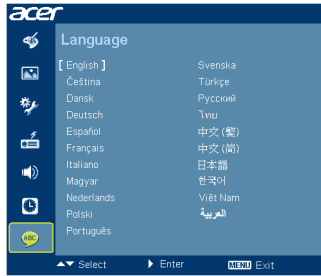 acer
Language
[ English ]
Čeština
Dansk
Deutsch
Español
Français
Italiano
Magyar
Nederlands
Polski
Português
Svenska
Türkçe
Русский
ไทย
中文 (繁)
中文 (简)
日本語
한국어
Việt Nam
العربية
ABC
Select
Enter
MENU Exit